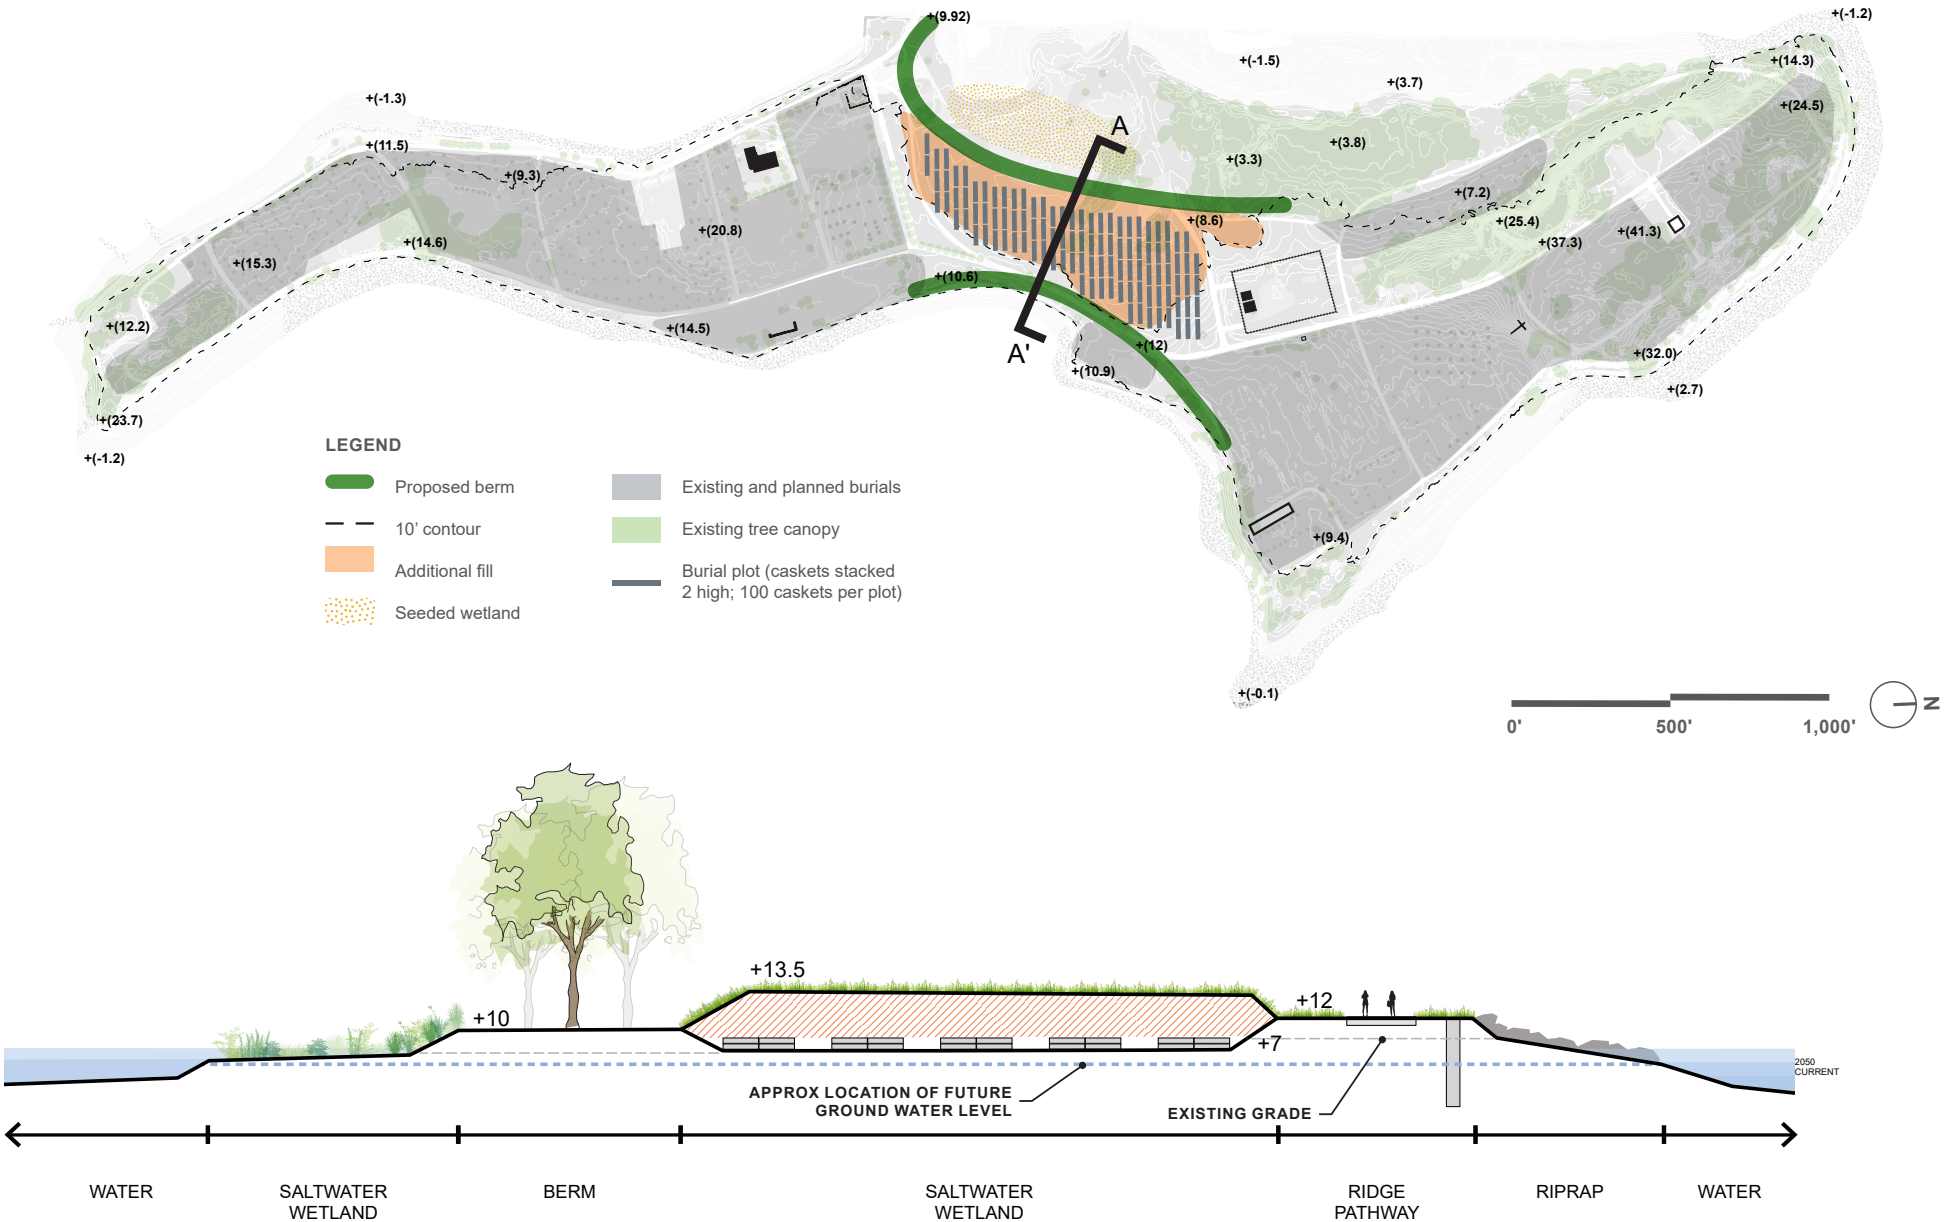 +(9.92)
+(-1.2)
+(-1.5)
+(14.3)
+(3.7)
+(-1.3)
+(24.5)
A
+(11.5)
+(3.8)
+(3.3)
+(9.3)
+(7.2)
+(8.6)
+(25.4)
+(20.8)
+(41.3)
+(14.6)
+(37.3)
+(15.3)
+(10.6)
+(12.2)
+(14.5)
+(12)
A'
+(32.0)
+(10.9)
+(2.7)
+(23.7)
+(-1.2)
+(9.4)
+(-0.1)
LEGEND
Proposed berm
10’ contour
Additional fill
Seeded wetland
Existing and planned burials
Existing tree canopy
Burial plot (caskets stacked
2 high; 100 caskets per plot)
0'
500'
1,000'
N
+13.5
+10
+12
+7
2050
CURRENT
APPROX LOCATION OF FUTURE
GROUND WATER LEVEL
EXISTING GRADE
WATER
SALTWATER
WETLAND
BERM
SALTWATER
WETLAND
RIDGE
PATHWAY
RIPRAP
WATER